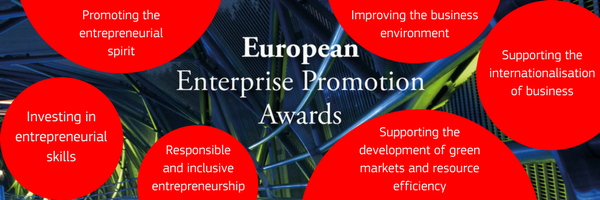 Promoting the
entrepreneurial
spirit
Improving the business
environment
European
Enterprise Promotion
Awards
Supporting the
internationalisation
of business
Investing in
entrepreneurial
skills
Responsible
and inclusive
entrepreneurship
Supporting the
development of green
markets and resource
efficiency